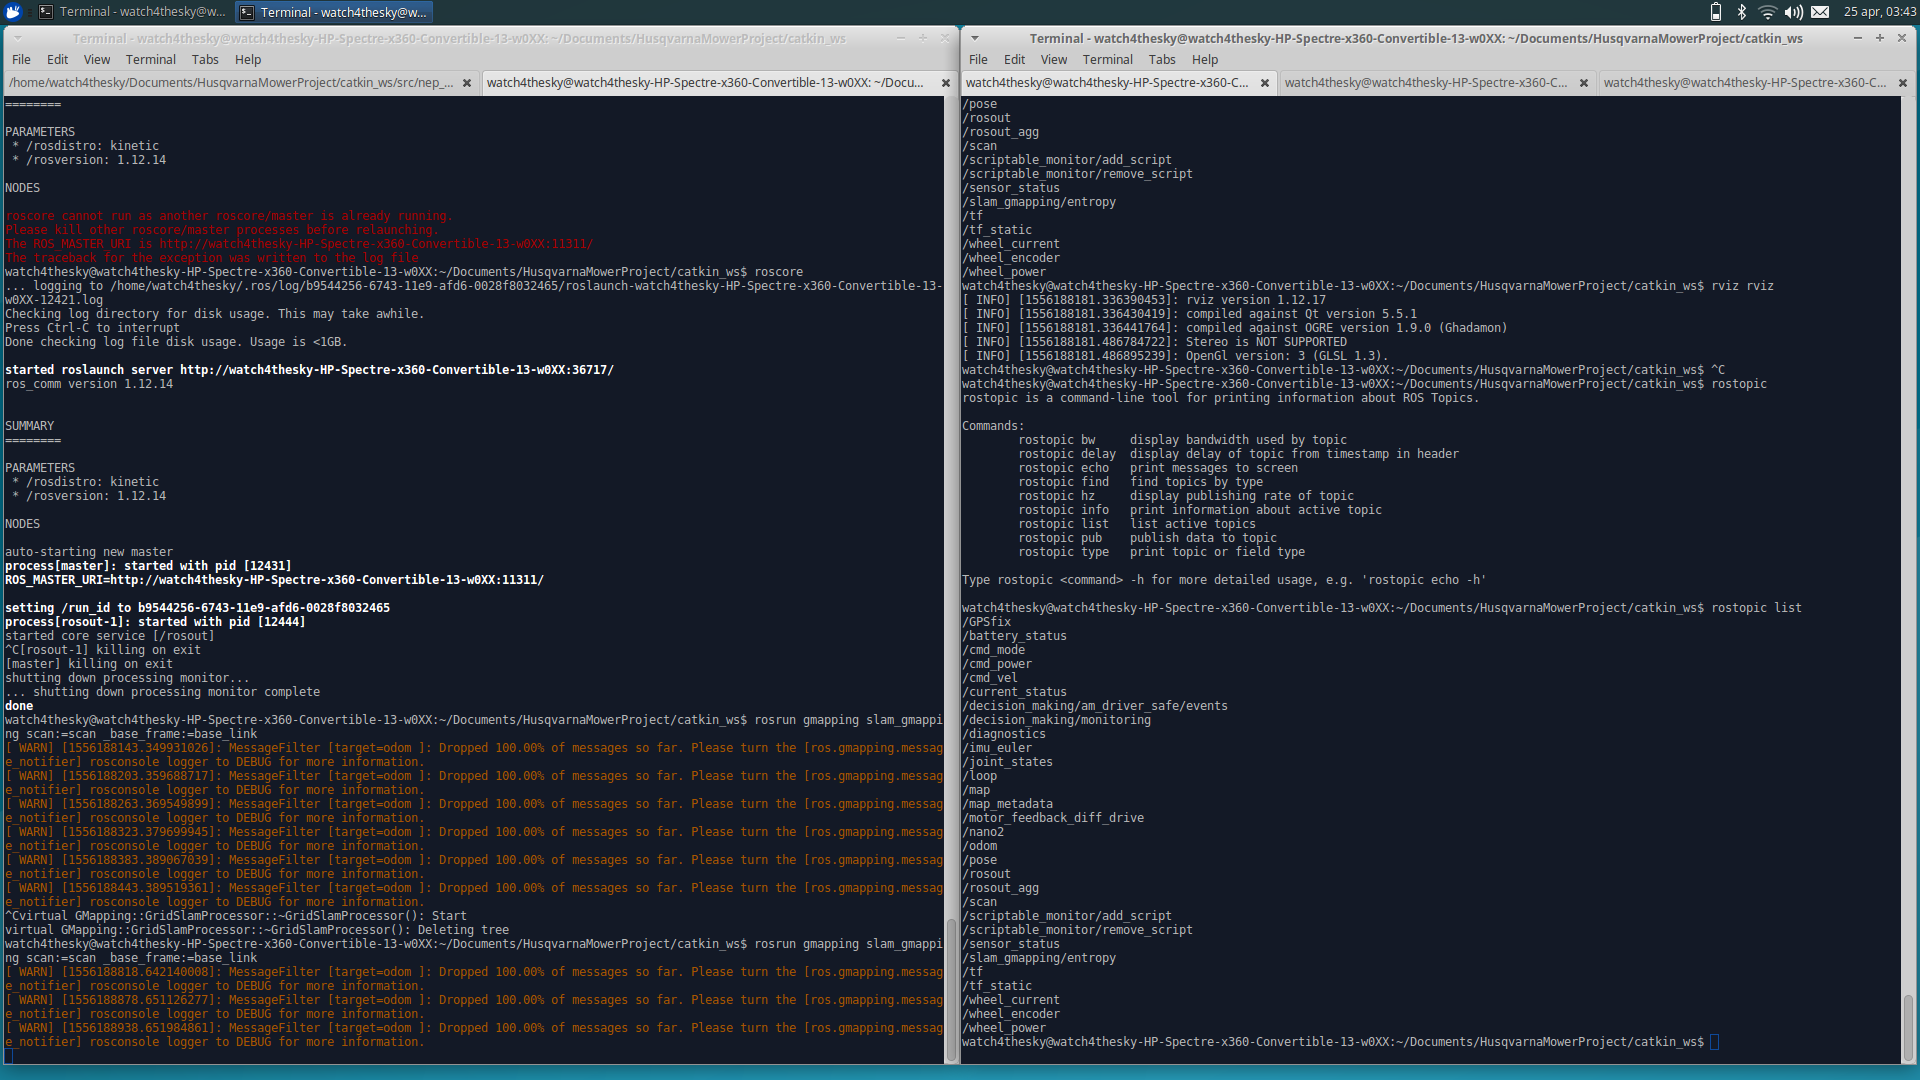 Terminal - watch4thesky@w...
Terminal - watch4thesky@w...
25 apr, 03:43
Terminal - watch4thesky@watch4thesky-HP-Spectre-x360-Convertible-13-w0XX: ~/Documents/HusqvarnaMowerProject/catkin_ws
File Edit View Terminal Tabs Help
/home/watch4thesky/Documents/HusqvarnaMowerProject/catkin_ws/src/nep_...
watch4thesky@watch4thesky-HP-Spectre-x360-Convertible-13-w0XX: ~/Docu...
========
PARAMETERS
* /rosdistro: kinetic
* /rosversion: 1.12.14
NODES
roscore cannot run as another roscore/master is already running.
Please kill other roscore/master processes before relaunching.
The ROS_MASTER_URI is http://watch4thesky-HP-Spectre-x360-Convertible-13-w0XX:11311/
The traceback for the exception was written to the log file
watch4thesky@watch4thesky-HP-Spectre-x360-Convertible-13-w0XX:~/Documents/HusqvarnaMowerProject/catkin_ws$ roscore
... logging to /home/watch4thesky/.ros/log/b9544256-6743-11e9-afd6-0028f8032465/roslaunch-watch4thesky-HP-Spectre-x360-Convertible-13-
w0XX-12421.log
Checking log directory for disk usage. This may take awhile.
Press Ctrl-C to interrupt
Done checking log file disk usage. Usage is <1GB.
started roslaunch server http://watch4thesky-HP-Spectre-x360-Convertible-13-w0XX:36717/
ros_comm version 1.12.14
SUMMARY
========
PARAMETERS
* /rosdistro: kinetic
* /rosversion: 1.12.14
NODES
auto-starting new master
process[master]: started with pid [12431]
ROS_MASTER_URI=http://watch4thesky-HP-Spectre-x360-Convertible-13-w0XX:11311/
setting /run_id to b9544256-6743-11e9-afd6-0028f8032465
process[rosout-1]: started with pid [12444]
started core service [/rosout]
^C[rosout-1] killing on exit
[master] killing on exit
shutting down processing monitor...
... shutting down processing monitor complete
done
watch4thesky@watch4thesky-HP-Spectre-x360-Convertible-13-w0XX:~/Documents/HusqvarnaMowerProject/catkin_ws$ rosrun gmapping slam_gmappi
ng scan:=scan _base_frame:=base_link
[ WARN] [1556188143.349931026]: MessageFilter [target=odom ]: Dropped 100.00% of messages so far. Please turn the [ros.gmapping.messag
e_notifier] rosconsole logger to DEBUG for more information.
[ WARN] [1556188203.359688717]: MessageFilter [target=odom ]: Dropped 100.00% of messages so far. Please turn the [ros.gmapping.messag
e_notifier] rosconsole logger to DEBUG for more information.
[ WARN] [1556188263.369549899]: MessageFilter [target=odom ]: Dropped 100.00% of messages so far. Please turn the [ros.gmapping.messag
e_notifier] rosconsole logger to DEBUG for more information.
[ WARN] [1556188323.379699945]: MessageFilter [target=odom ]: Dropped 100.00% of messages so far. Please turn the [ros.gmapping.messag
e_notifier] rosconsole logger to DEBUG for more information.
[ WARN] [1556188383.389067039]: MessageFilter [target=odom ]: Dropped 100.00% of messages so far. Please turn the [ros.gmapping.messag
e_notifier] rosconsole logger to DEBUG for more information.
[ WARN] [1556188443.389519361]: MessageFilter [target=odom ]: Dropped 100.00% of messages so far. Please turn the [ros.gmapping.messag
e_notifier] rosconsole logger to DEBUG for more information.
^Cvirtual GMapping::GridSlamProcessor::~GridSlamProcessor(): Start
virtual GMapping::GridSlamProcessor::~GridSlamProcessor(): Deleting tree
watch4thesky@watch4thesky-HP-Spectre-x360-Convertible-13-w0XX:~/Documents/HusqvarnaMowerProject/catkin_ws$ rosrun gmapping slam_gmappi
ng scan:=scan _base_frame:=base_link
[ WARN] [1556188818.642140008]: MessageFilter [target=odom ]: Dropped 100.00% of messages so far. Please turn the [ros.gmapping.messag
e_notifier] rosconsole logger to DEBUG for more information.
[ WARN] [1556188878.651126277]: MessageFilter [target=odom ]: Dropped 100.00% of messages so far. Please turn the [ros.gmapping.messag
e_notifier] rosconsole logger to DEBUG for more information.
[ WARN] [1556188938.651984861]: MessageFilter [target=odom ]: Dropped 100.00% of messages so far. Please turn the [ros.gmapping.messag
e_notifier] rosconsole logger to DEBUG for more information.
Terminal - watch4thesky@watch4thesky-HP-Spectre-x360-Convertible-13-w0XX: ~/Documents/HusqvarnaMowerProject/catkin_ws
File Edit View Terminal Tabs Help
watch4thesky@watch4thesky-HP-Spectre-x360-C...
watch4thesky@watch4thesky-HP-Spectre-x360-C...
watch4thesky@watch4thesky-HP-Spectre-x360-C...
/pose
/rosout
/rosout_agg
/scan
/scriptable_monitor/add_script
/scriptable_monitor/remove_script
/sensor_status
/slam_gmapping/entropy
/tf
/tf_static
/wheel_current
/wheel_encoder
/wheel_power
watch4thesky@watch4thesky-HP-Spectre-x360-Convertible-13-w0XX:~/Documents/HusqvarnaMowerProject/catkin_ws$ rviz rviz
[ INFO] [1556188181.336390453]: rviz version 1.12.17
[ INFO] [1556188181.336430419]: compiled against Qt version 5.5.1
[ INFO] [1556188181.336441764]: compiled against OGRE version 1.9.0 (Ghadamon)
[ INFO] [1556188181.486784722]: Stereo is NOT SUPPORTED
[ INFO] [1556188181.486895239]: OpenGl version: 3 (GLSL 1.3).
watch4thesky@watch4thesky-HP-Spectre-x360-Convertible-13-w0XX:~/Documents/HusqvarnaMowerProject/catkin_ws$ ^C
watch4thesky@watch4thesky-HP-Spectre-x360-Convertible-13-w0XX:~/Documents/HusqvarnaMowerProject/catkin_ws$ rostopic
rostopic is a command-line tool for printing information about ROS Topics.
Commands:
rostopic bw display bandwidth used by topic
rostopic delay display delay of topic from timestamp in header
rostopic echo print messages to screen
rostopic find find topics by type
rostopic hz display publishing rate of topic
rostopic info print information about active topic
rostopic list list active topics
rostopic pub publish data to topic
rostopic type print topic or field type
Type rostopic <command> -h for more detailed usage, e.g. 'rostopic echo -h'
watch4thesky@watch4thesky-HP-Spectre-x360-Convertible-13-w0XX:~/Documents/HusqvarnaMowerProject/catkin_ws$ rostopic list
/GPSfix
/battery_status
/cmd_mode
/cmd_power
/cmd_vel
/current_status
/decision_making/am_driver_safe/events
/decision_making/monitoring
/diagnostics
/imu_euler
/joint_states
/loop
/map
/map_metadata
/motor_feedback_diff_drive
/nano2
/odom
/pose
/rosout
/rosout_agg
/scan
/scriptable_monitor/add_script
/scriptable_monitor/remove_script
/sensor_status
/slam_gmapping/entropy
/tf
/tf_static
/wheel_current
/wheel_encoder
/wheel_power
watch4thesky@watch4thesky-HP-Spectre-x360-Convertible-13-w0XX:~/Documents/HusqvarnaMowerProject/catkin_ws$